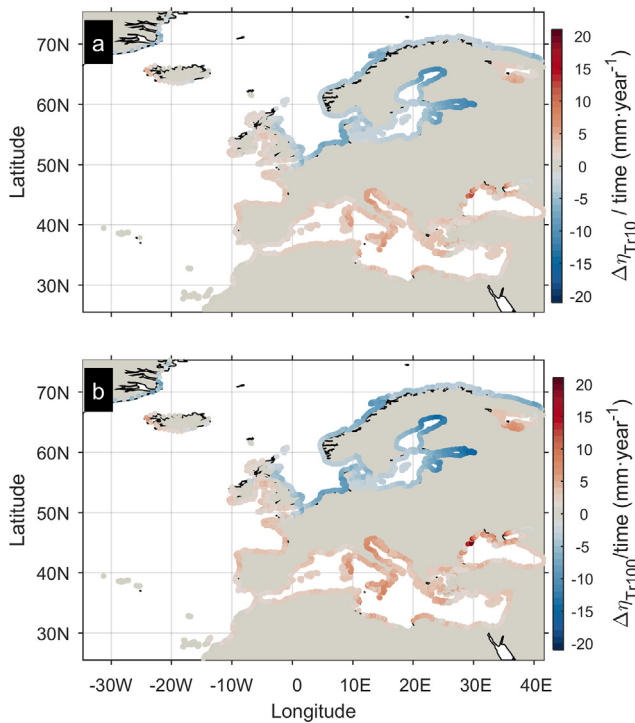 a
70N
60N
50N
40N
30N
Latitude
20
15
10
5
0
-5
-10
-15
-20
Δη_Tr10 / time (mm·year⁻¹)
b
70N
60N
50N
40N
30N
Latitude
-30W -20W -10W 0 10E 20E 30E 40E
Longitude
20
15
10
5
0
-5
-10
-15
-20
Δη_Tr100/time (mm·year⁻¹)